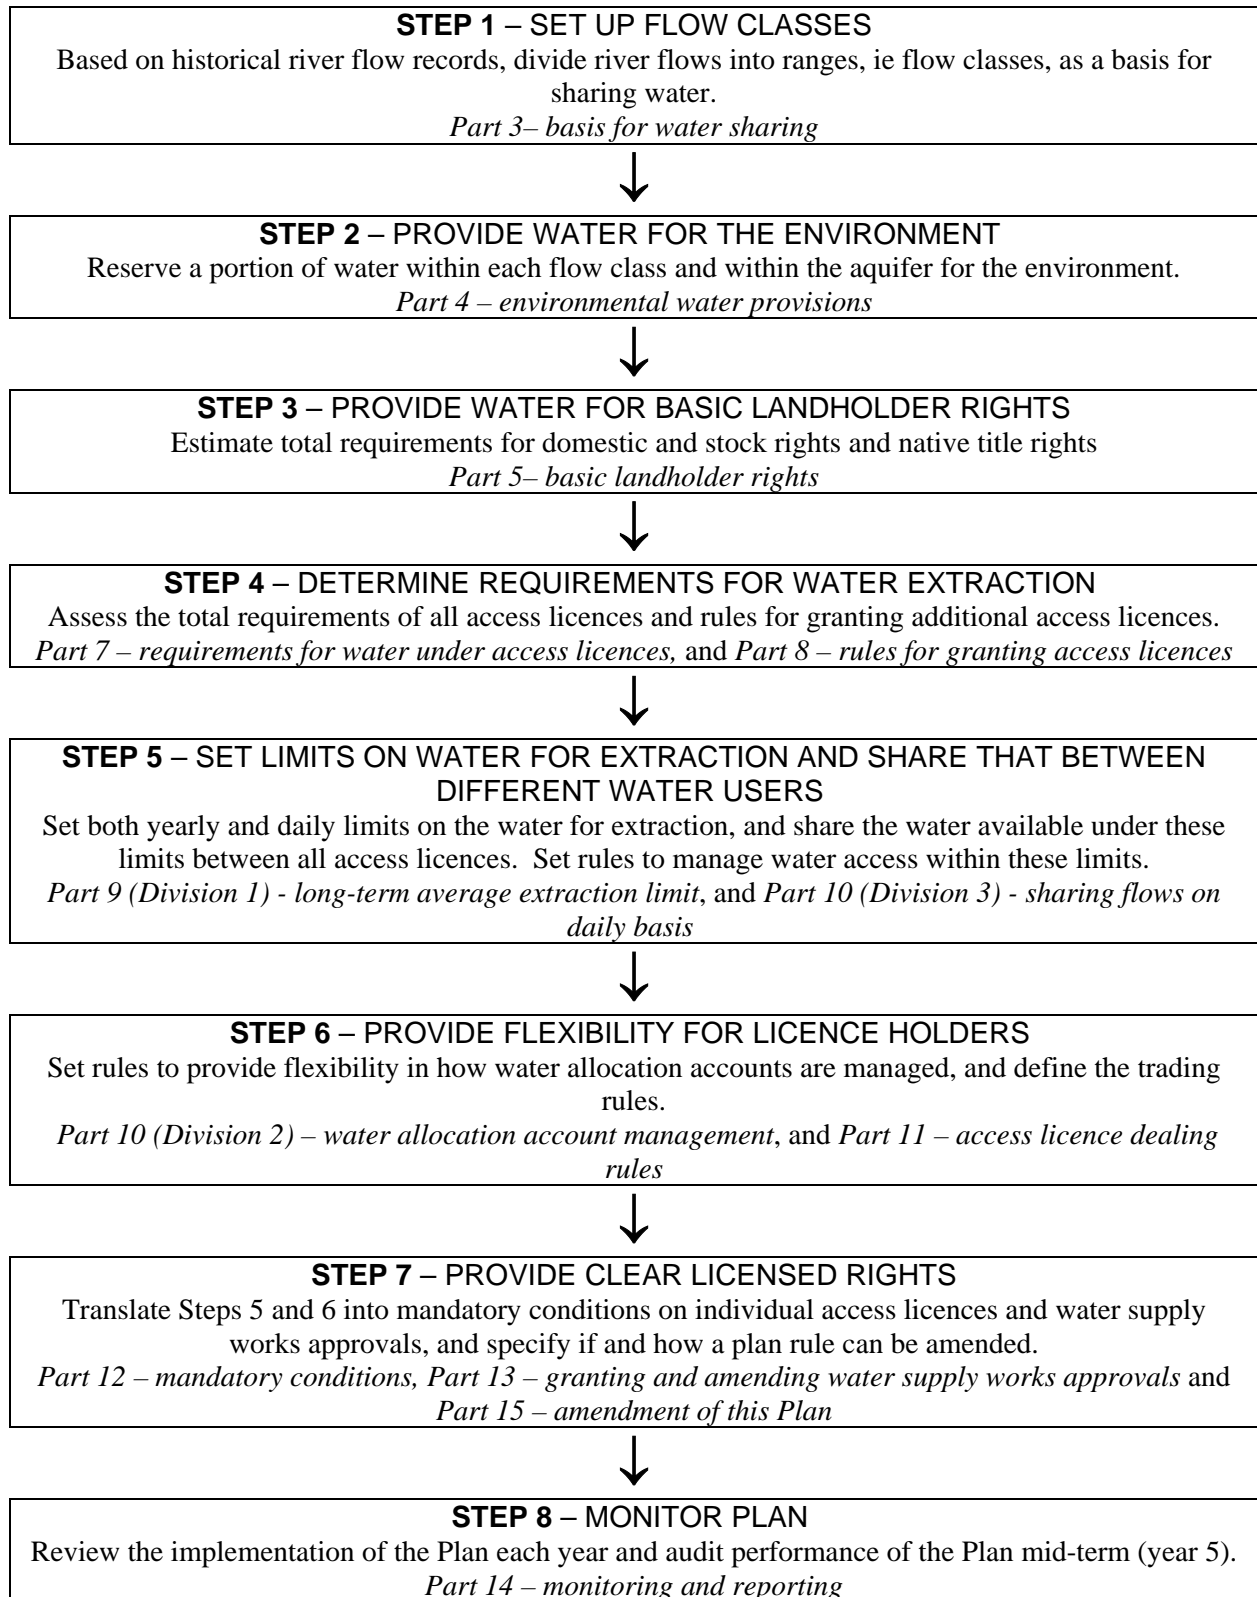 STEP 1 – SET UP FLOW CLASSES
Based on historical river flow records, divide river flows into ranges, ie flow classes, as a basis for
sharing water.
Part 3– basis for water sharing
STEP 2 – PROVIDE WATER FOR THE ENVIRONMENT
Reserve a portion of water within each flow class and within the aquifer for the environment.
Part 4 – environmental water provisions
STEP 3 – PROVIDE WATER FOR BASIC LANDHOLDER RIGHTS
Estimate total requirements for domestic and stock rights and native title rights
Part 5– basic landholder rights
STEP 4 – DETERMINE REQUIREMENTS FOR WATER EXTRACTION
Assess the total requirements of all access licences and rules for granting additional access licences.
Part 7 – requirements for water under access licences, and Part 8 – rules for granting access licences
STEP 5 – SET LIMITS ON WATER FOR EXTRACTION AND SHARE THAT BETWEEN
DIFFERENT WATER USERS
Set both yearly and daily limits on the water for extraction, and share the water available under these
limits between all access licences. Set rules to manage water access within these limits.
Part 9 (Division 1) - long-term average extraction limit, and Part 10 (Division 3) - sharing flows on
daily basis
STEP 6 – PROVIDE FLEXIBILITY FOR LICENCE HOLDERS
Set rules to provide flexibility in how water allocation accounts are managed, and define the trading
rules.
Part 10 (Division 2) – water allocation account management, and Part 11 – access licence dealing
rules
STEP 7 – PROVIDE CLEAR LICENSED RIGHTS
Translate Steps 5 and 6 into mandatory conditions on individual access licences and water supply
works approvals, and specify if and how a plan rule can be amended.
Part 12 – mandatory conditions, Part 13 – granting and amending water supply works approvals and
Part 15 – amendment of this Plan
STEP 8 – MONITOR PLAN
Review the implementation of the Plan each year and audit performance of the Plan mid-term (year 5).
Part 14 – monitoring and reporting